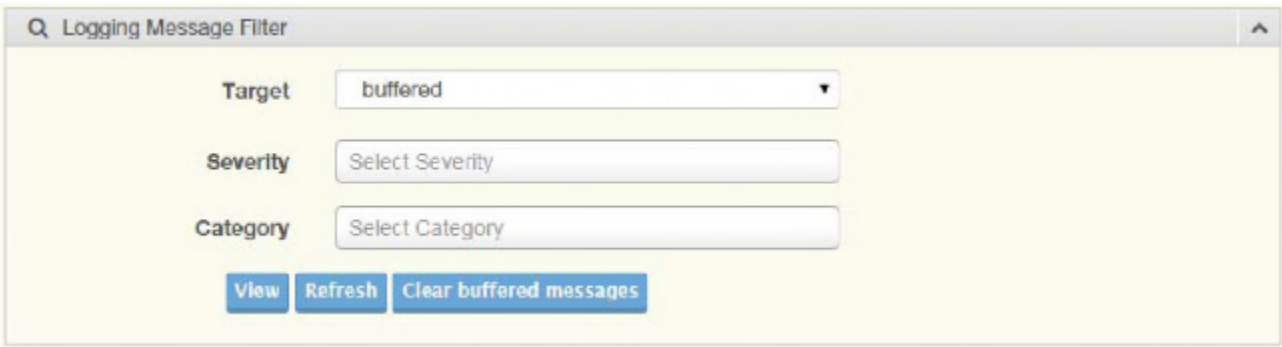 Logging Message Filter
Target buffered
Severity Select Severity
Category Select Category
View Refresh Clear buffered messages